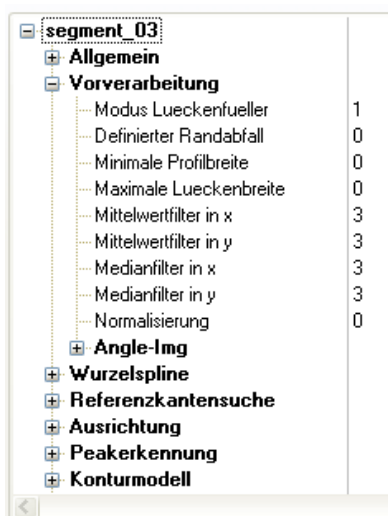 segment_03
Allgemein
Vorverarbeitung
Modus Lueckenfueller 1
Definierter Randabfall 0
Minimale Profilbreite 0
Maximale Lueckenbreite 0
Mittelwertfilter in x 3
Mittelwertfilter in y 3
Medianfilter in x 3
Medianfilter in y 3
Normalisierung 0
Angle-Img
Wurzelspline
Referenzkantensuche
Ausrichtung
Peakerkennung
Konturmodell